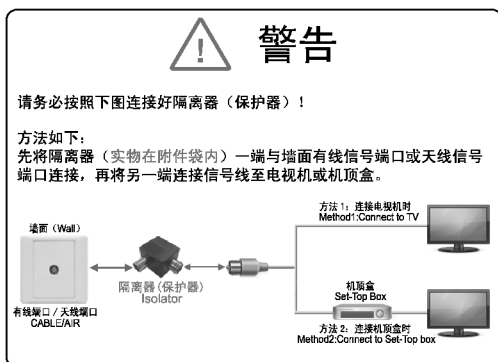 警告
请务必按照下图连接好隔离器（保护器）！
方法如下：
先将隔离器（实物在附件袋内）一端与墙面有线信号端口或天线信号
端口连接，再将另一端连接信号线至电视机或机顶盒。
墙面（Wall）
有线端口 / 天线端口
CABLE/AIR
隔离器(保护器)
Isolator
方法 1：连接电视机时
Method1:Connect to TV
机顶盒
Set-Top Box
方法 2：连接机顶盒时
Method2:Connect to Set-Top box